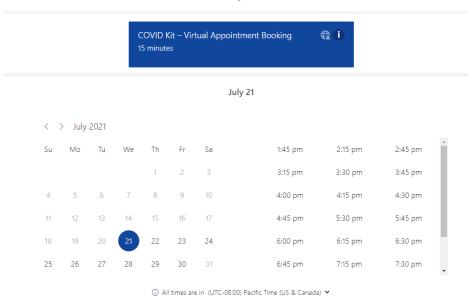 COVID Kit – Virtual Appointment Booking
15 minutes
July 21
July 2021
Su Mo Tu We Th Fr Sa
1 2 3
4 5 6 7 8 9 10
11 12 13 14 15 16 17
18 19 20 21 22 23 24
25 26 27 28 29 30 31
1:45 pm 2:15 pm 2:45 pm
3:15 pm 3:30 pm 3:45 pm
4:00 pm 4:15 pm 4:30 pm
4:45 pm 5:30 pm 5:45 pm
6:00 pm 6:15 pm 6:30 pm
6:45 pm 7:15 pm 7:30 pm
All times are in (UTC-08:00) Pacific Time (US & Canada)